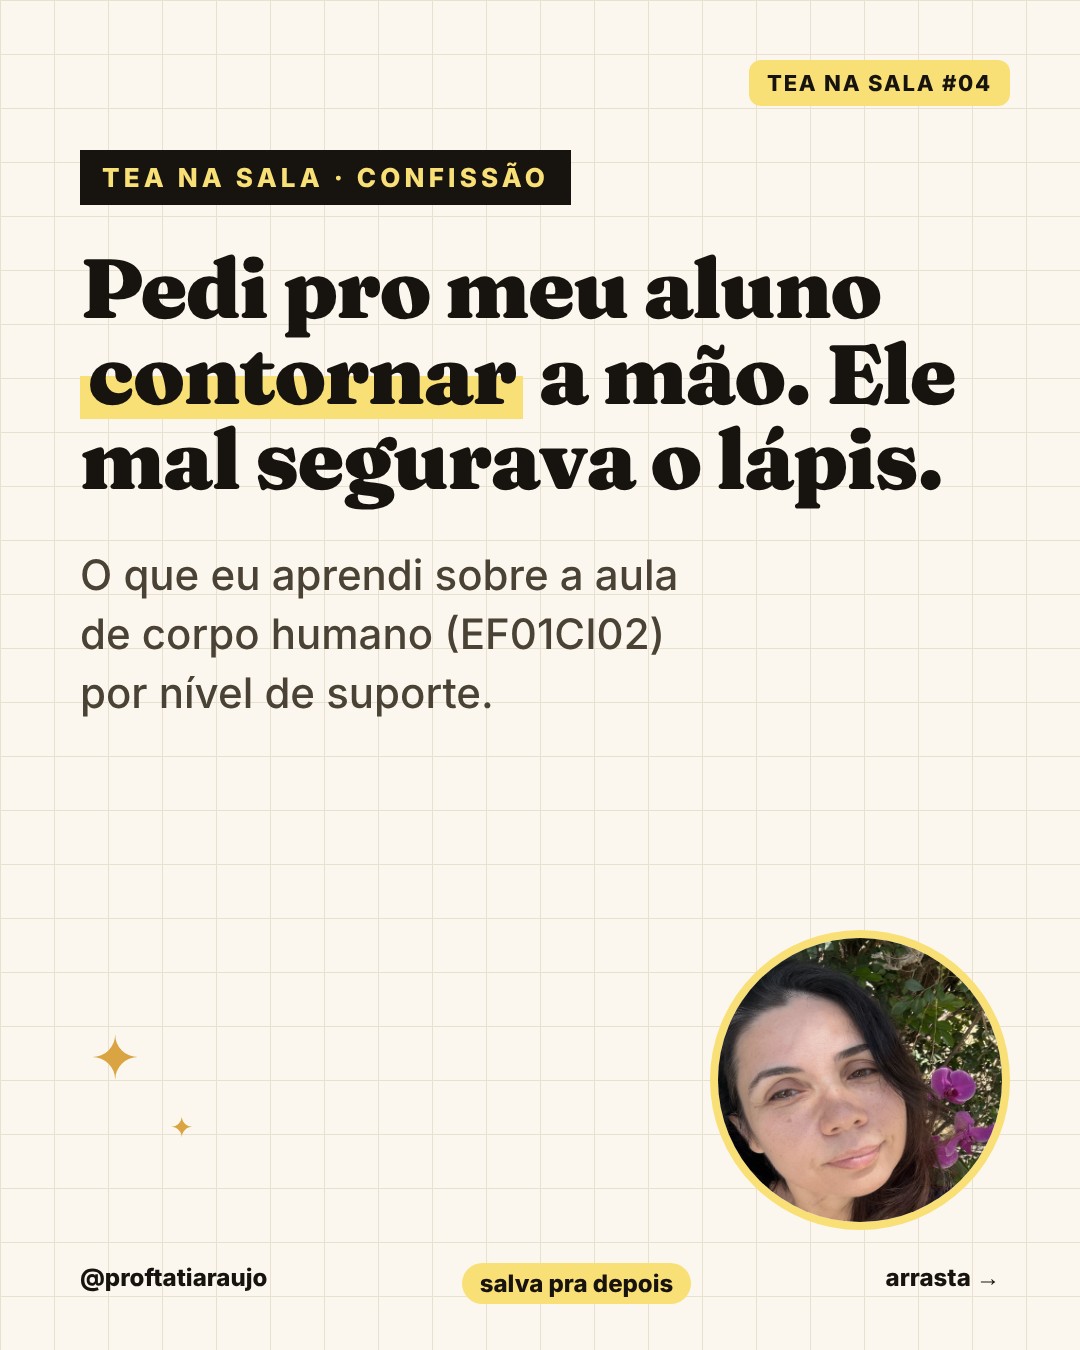 TEA NA SALA #04
TEA NA SALA · CONFISSÃO
Pedi pro meu aluno
contornar a mão. Ele
mal segurava o lápis.
O que eu aprendi sobre a aula
de corpo humano (EF01CI02)
por nível de suporte.
@proftatiaraujo
salva pra depois
arrasta →